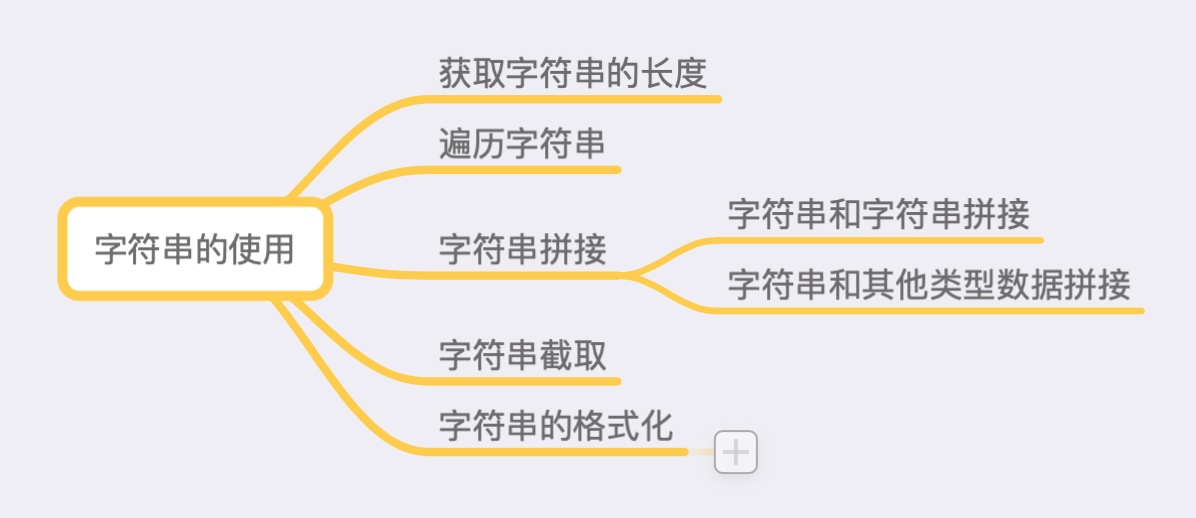 获取字符串的长度
遍历字符串
字符串的使用
字符串拼接
字符串和字符串拼接
字符串和其他类型数据拼接
字符串截取
字符串的格式化